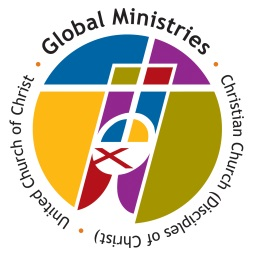 Global Ministries
Christian Church (Disciples of Christ)
United Church of Christ